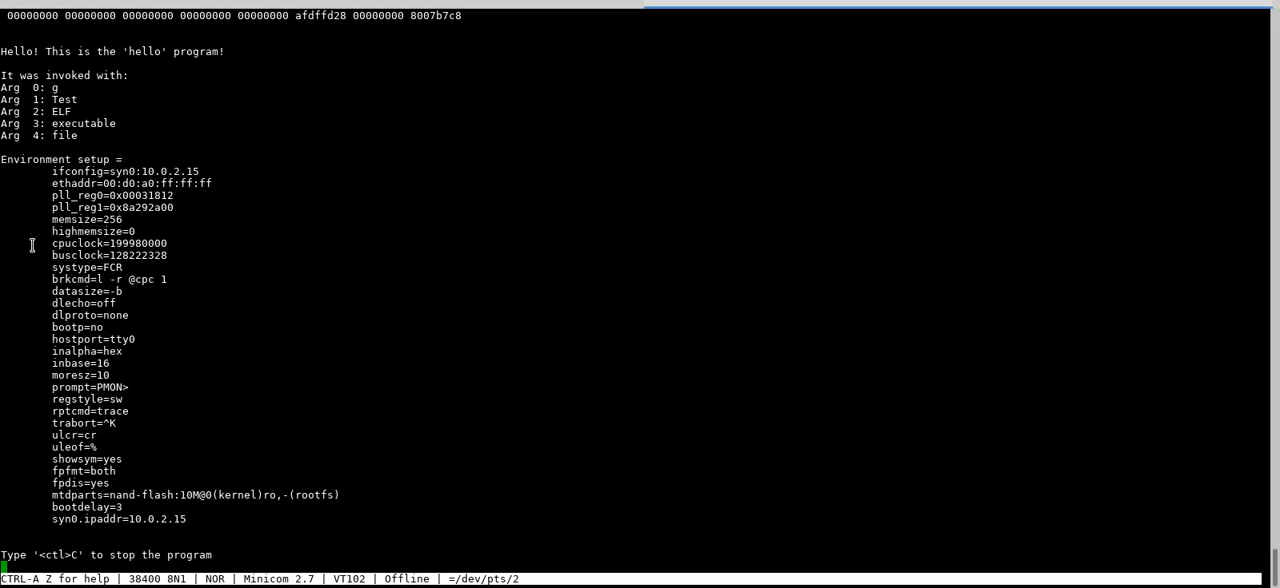 00000000 00000000 00000000 00000000 00000000 afdffd28 00000000 8007b7c8
Hello! This is the 'hello' program!
It was invoked with:
Arg  0: g
Arg  1: Test
Arg  2: ELF
Arg  3: executable
Arg  4: file
Environment setup =
ifconfig=syn0:10.0.2.15
ethaddr=00:d0:a0:ff:ff:ff
pll_reg0=0x00031812
pll_reg1=0x8a292a00
memsize=256
highmemsize=0
cpuclock=199980000
busclock=128222328
systype=FCR
brkcmd=l -r @cpc 1
datasize=-b
dlecho=off
dlproto=none
bootp=no
hostport=tty0
inalpha=hex
inbase=16
moresz=10
prompt=PMON>
regstyle=sw
rptcmd=trace
trabort=^K
ulcr=cr
uleof=%
showsym=yes
fpfmt=both
fpdis=yes
mtdparts=nand-flash:10M@0(kernel)ro,-(rootfs)
bootdelay=3
syn0.ipaddr=10.0.2.15
Type '<ctl>C' to stop the program
CTRL-A Z for help | 38400 8N1 | NOR | Minicom 2.7 | VT102 | Offline | =/dev/pts/2